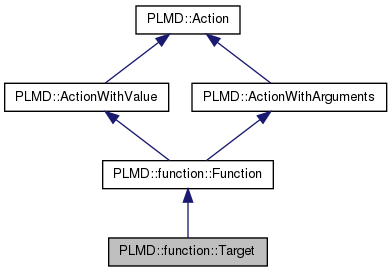 PLMD::Action
PLMD::ActionWithValue
PLMD::ActionWithArguments
PLMD::function::Function
PLMD::function::Target